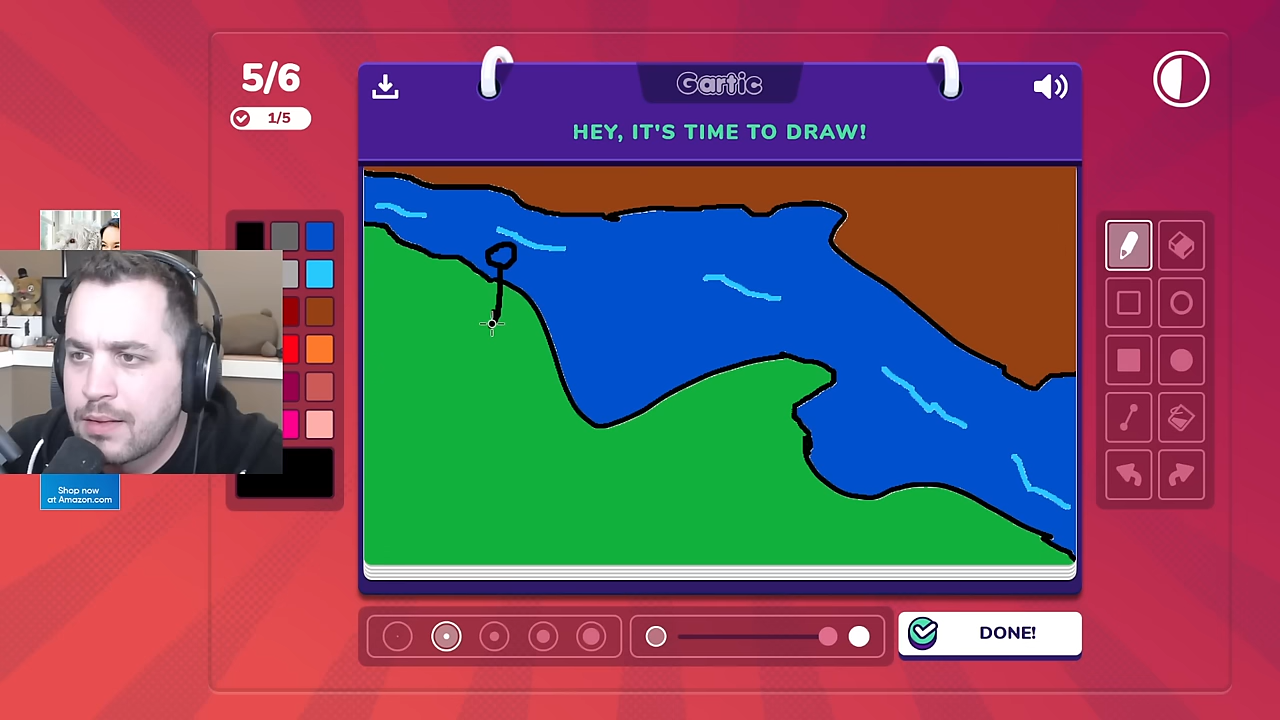 5/6
1/5
Gartic
HEY, IT'S TIME TO DRAW!
Shop now
at Amazon.com
DONE!